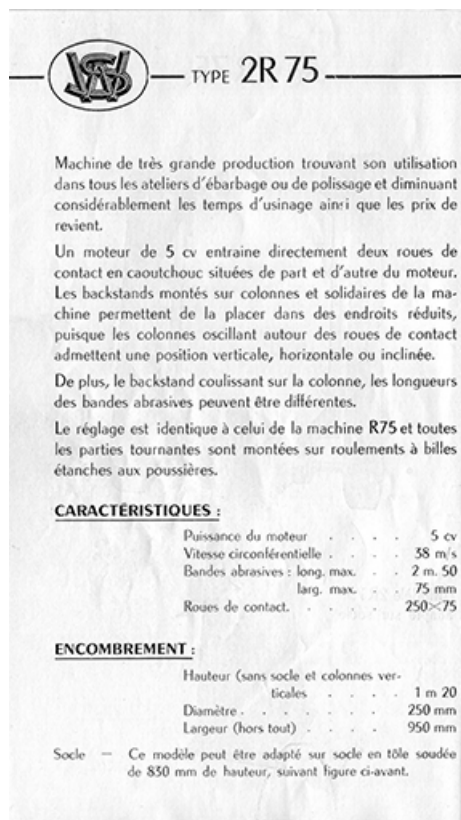 TYPE 2R 75
Machine de très grande production trouvant son utilisation
dans tous les ateliers d'ébarbage ou de polissage et diminuant
considérablement les temps d'usinage ainsi que les prix de
revient.
Un moteur de 5 cv entraine directement deux roues de
contact en caoutchouc situées de part et d'autre du moteur.
Les backstands montés sur colonnes et solidaires de la ma-
chine permettent de la placer dans des endroits réduits,
puisque les colonnes oscillant autour des roues de contact
admettent une position verticale, horizontale ou inclinée.
De plus, le backstand coulissant sur la colonne, les longueurs
des bandes abrasives peuvent être différentes.
Le réglage est identique à celui de la machine R75 et toutes
les parties tournantes sont montées sur roulements à billes
étanches aux poussières.
CARACTÉRISTIQUES :
Puissance du moteur . . . . 5 cv
Vitesse circonférentielle . . . . 38 m/s
Bandes abrasives : long. max. . . 2 m. 50
larg. max. . . 75 mm
Roues de contact. . . . . 250×75
ENCOMBREMENT :
Hauteur (sans socle et colonnes ver-
ticales . . . . 1 m 20
Diamètre . . . . . . . 250 mm
Largeur (hors tout) . . . . 950 mm
Socle — Ce modèle peut être adapté sur socle en tôle soudée
de 830 mm de hauteur, suivant figure ci-avant.